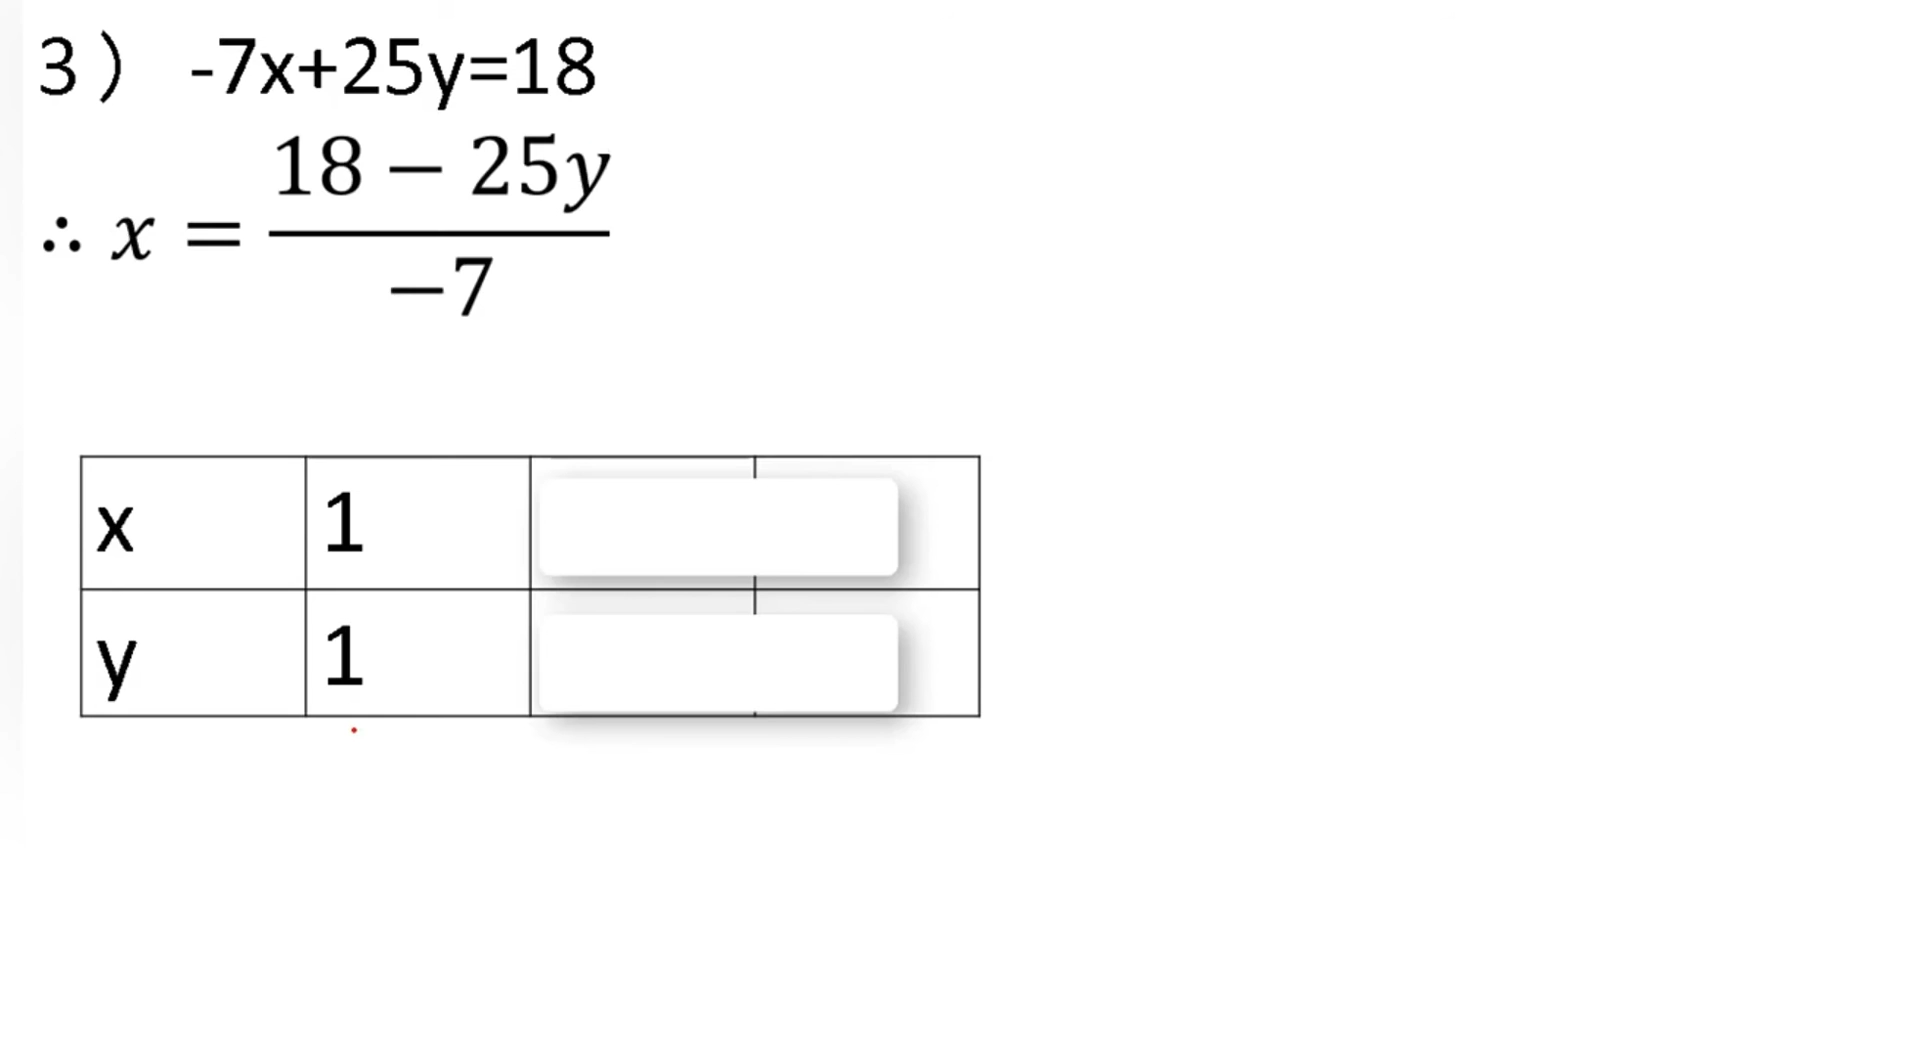 3） -7x+25y=18
∴ x = (18 − 25y)/(−7)
x 1
y 1